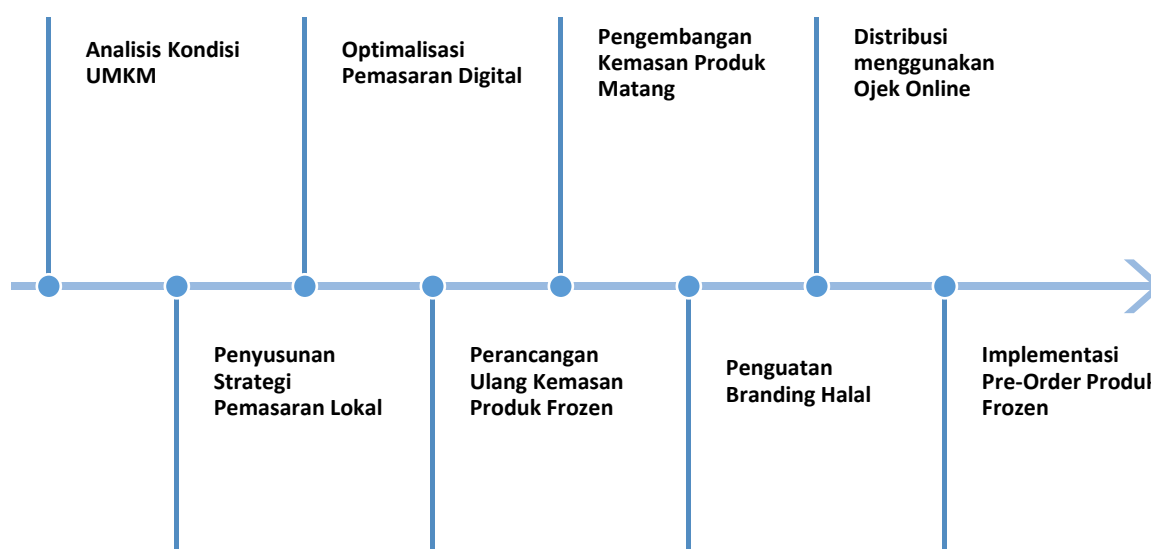 Analisis Kondisi
UMKM
Penyusunan
Strategi
Pemasaran Lokal
Optimalisasi
Pemasaran Digital
Perancangan
Ulang Kemasan
Produk Frozen
Pengembangan
Kemasan Produk
Matang
Penguatan
Branding Halal
Distribusi
menggunakan
Ojek Online
Implementasi
Pre-Order Produk
Frozen